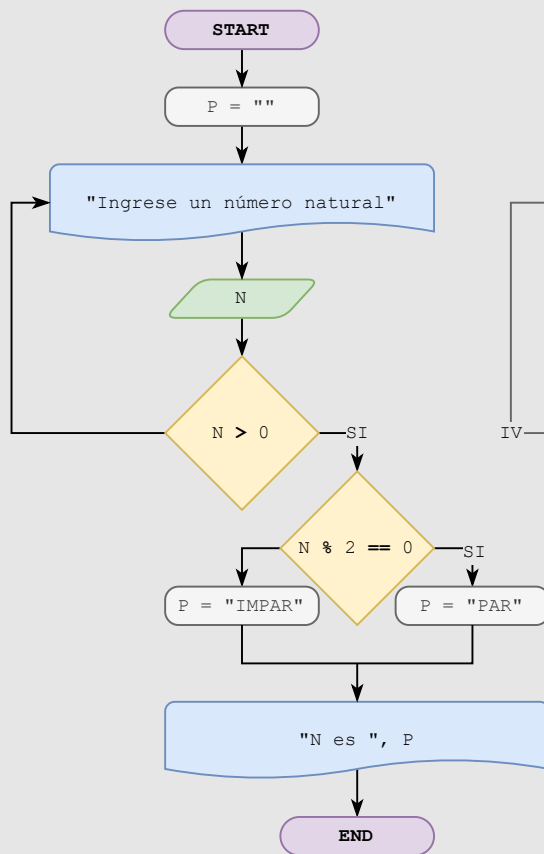 START
P = ""
"Ingrese un número natural"
N
N > 0
SI
IV
N % 2 == 0
SI
P = "IMPAR"
P = "PAR"
"N es ", P
END